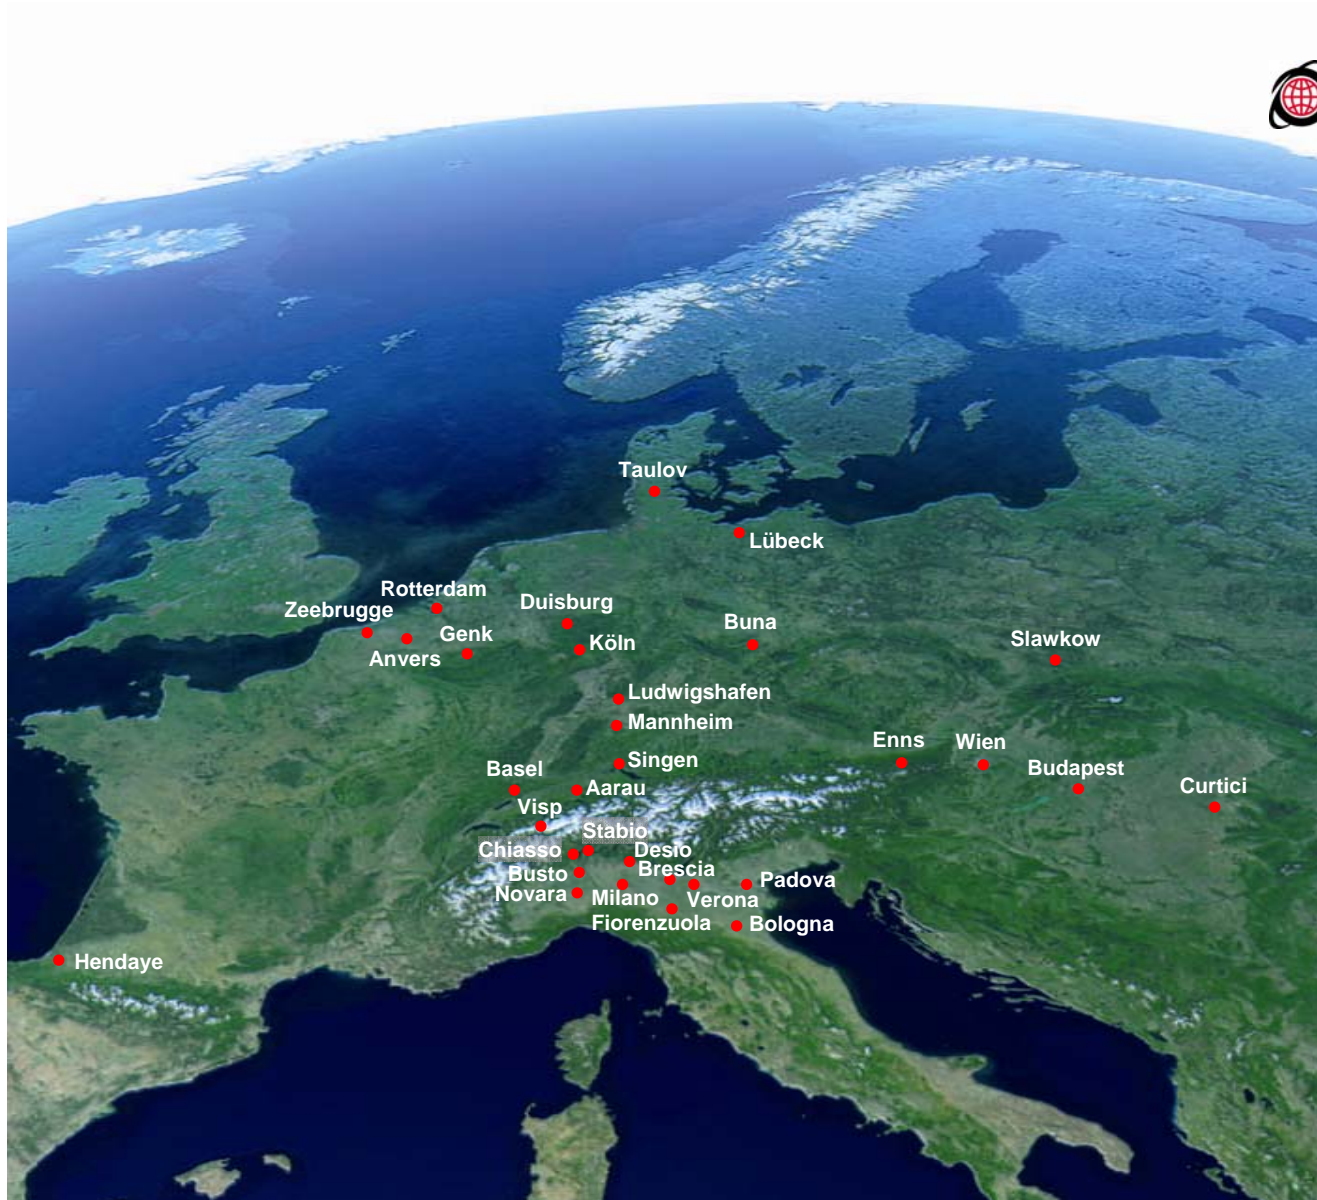 Taulov
Lübeck
Rotterdam
Zeebrugge
Duisburg
Genk
Anvers
Köln
Buna
Slawkow
Ludwigshafen
Mannheim
Singen
Enns
Wien
Basel
Aarau
Budapest
Curtici
Visp
Stabio
Chiasso
Desio
Busto
Brescia
Novara
Milano
Verona
Padova
Fiorenzuola
Bologna
Hendaye